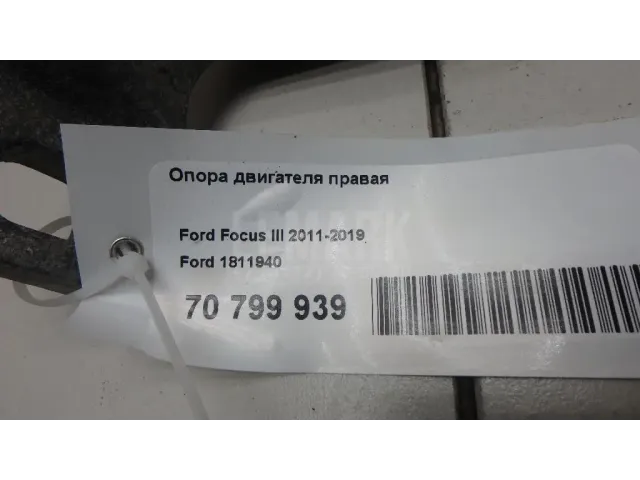 Опора двигателя правая
Ford Focus III 2011-2019
Ford 1811940
70 799 939